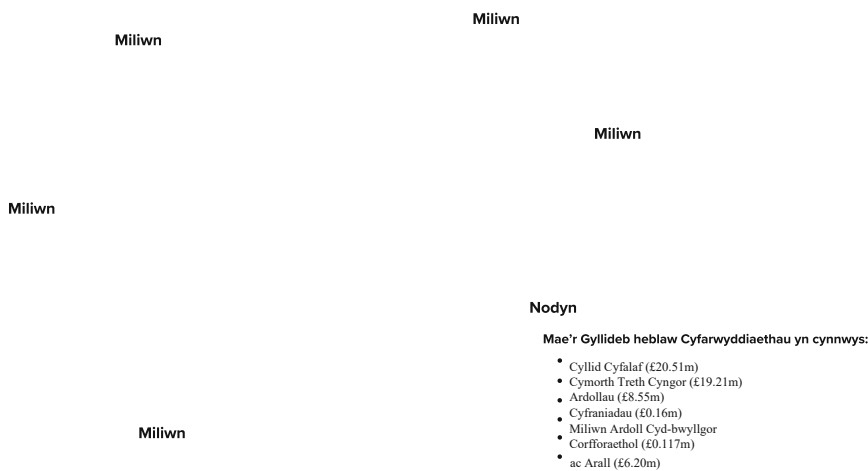 Miliwn
Miliwn
Miliwn
Miliwn
Miliwn
Nodyn
Mae'r Gyllideb heblaw Cyfarwyddiaethau yn cynnwys:
• Cyllid Cyfalaf (£20.51m)
• Cymorth Treth Cyngor (£19.21m)
• Ardollau (£8.55m)
• Cyfraniadau (£0.16m)
• Miliwn Ardoll Cyd-bwyllgor
Corfforaethol (£0.117m)
• ac Arall (£6.20m)